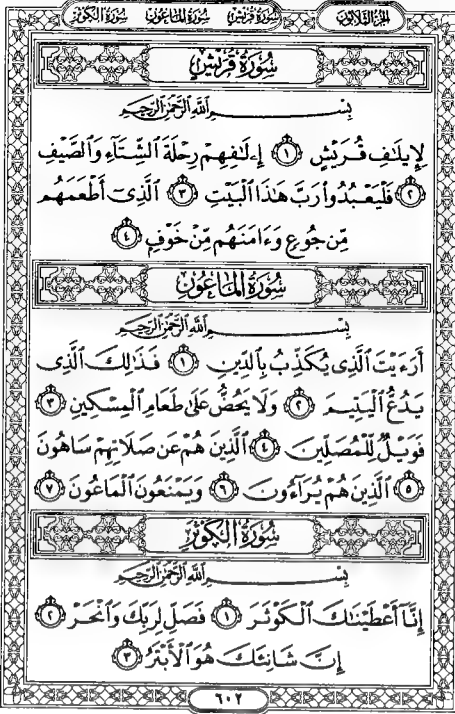 الجزء الثلاثون سورة قريش سورة الماعون سورة الكوثر
سُورَةُ قُرَيْشٍ
بِسْمِ اللَّهِ الرَّحْمَٰنِ الرَّحِيمِ
لِإِيلَٰفِ قُرَيْشٍ ١ إِۦلَٰفِهِمْ رِحْلَةَ ٱلشِّتَآءِ وَٱلصَّيْفِ
٢ فَلْيَعْبُدُوا۟ رَبَّ هَٰذَا ٱلْبَيْتِ ٣ ٱلَّذِىٓ أَطْعَمَهُم
مِّن جُوعٍ وَءَامَنَهُم مِّنْ خَوْفٍۭ ٤
سُورَةُ المَاعُونِ
بِسْمِ اللَّهِ الرَّحْمَٰنِ الرَّحِيمِ
أَرَءَيْتَ ٱلَّذِى يُكَذِّبُ بِٱلدِّينِ ١ فَذَٰلِكَ ٱلَّذِى
يَدُعُّ ٱلْيَتِيمَ ٢ وَلَا يَحُضُّ عَلَىٰ طَعَامِ ٱلْمِسْكِينِ ٣
فَوَيْلٌ لِّلْمُصَلِّينَ ٤ ٱلَّذِينَ هُمْ عَن صَلَاتِهِمْ سَاهُونَ
٥ ٱلَّذِينَ هُمْ يُرَآءُونَ ٦ وَيَمْنَعُونَ ٱلْمَاعُونَ ٧
سُورَةُ الكَوْثَرِ
بِسْمِ اللَّهِ الرَّحْمَٰنِ الرَّحِيمِ
إِنَّآ أَعْطَيْنَٰكَ ٱلْكَوْثَرَ ١ فَصَلِّ لِرَبِّكَ وَٱنْحَرْ ٢
إِنَّ شَانِئَكَ هُوَ ٱلْأَبْتَرُ ٣
٦٠٢